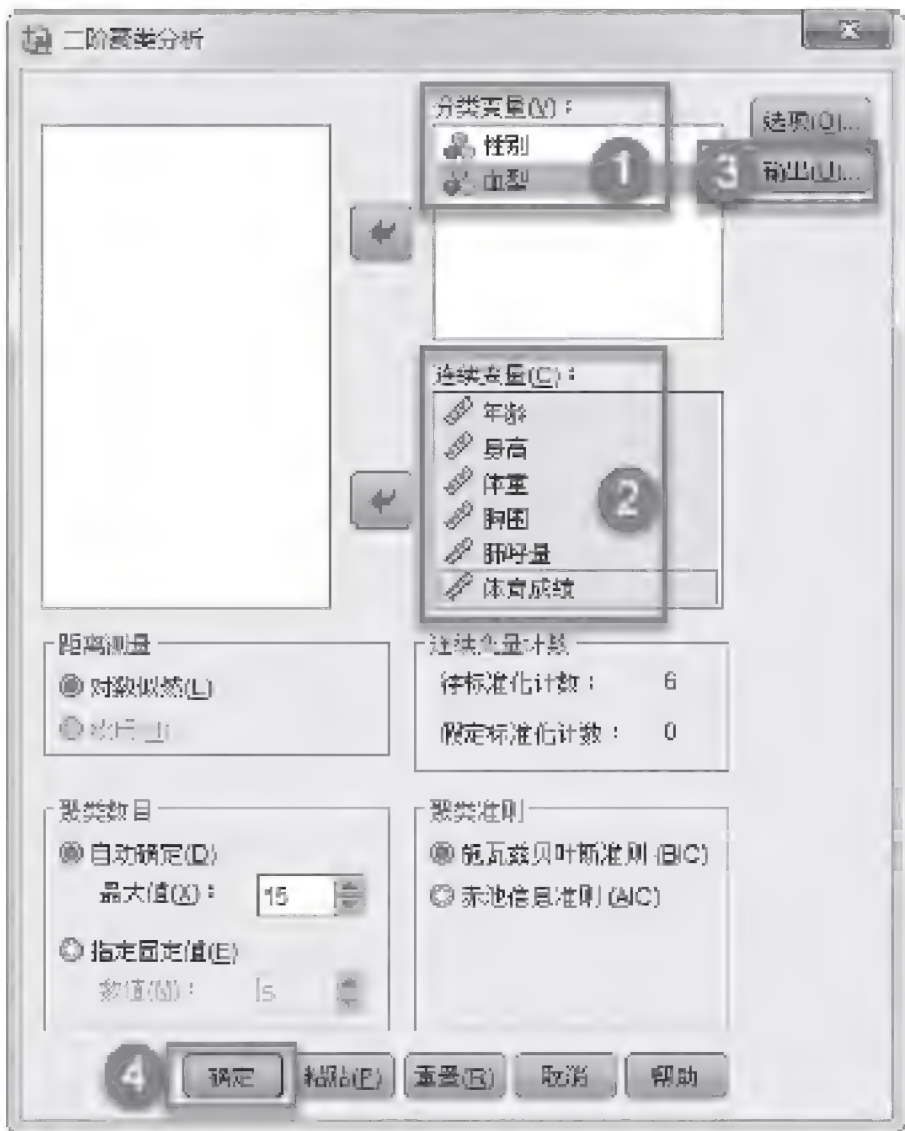 二阶聚类分析
分类变量(V)：
性别
血型
1
选项(O)...
3
输出(U)...
连续变量(C)：
年龄
身高
体重
胸围
肺呼量
体育成绩
2
距离测量
对数似然(L)
连续变量计数
待标准化计数： 6
假定标准化计数： 0
聚类数目
自动确定(D)
最大值(X)： 15
指定固定值(E)
数值(M)： 5
聚类准则
施瓦兹贝叶斯准则 (BIC)
赤池信息准则 (AIC)
4
确定
粘贴(P)
重置(R)
取消
帮助